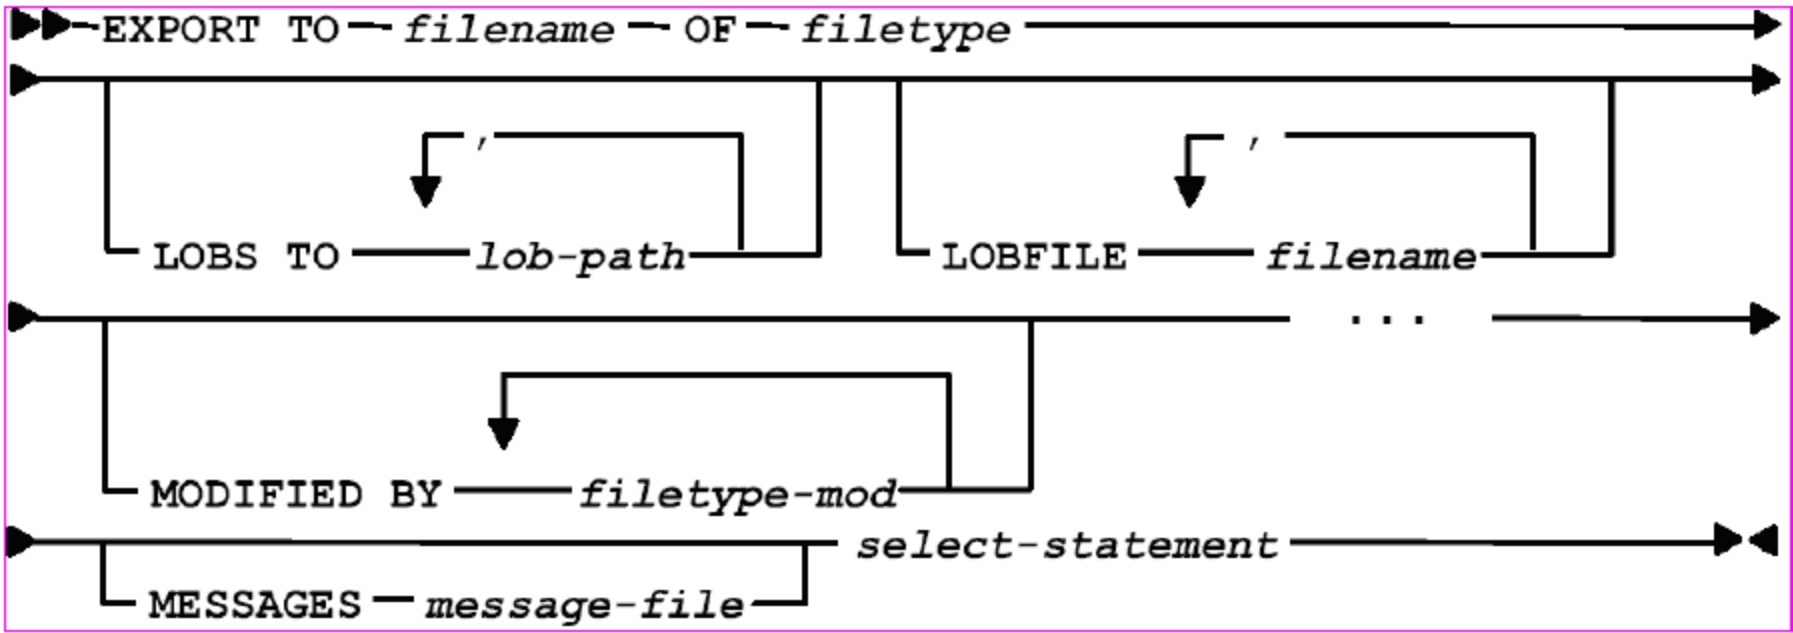 EXPORT TO filename OF filetype
, ,
LOBS TO lob-path LOBFILE filename
...
MODIFIED BY filetype-mod
select-statement
MESSAGES message-file